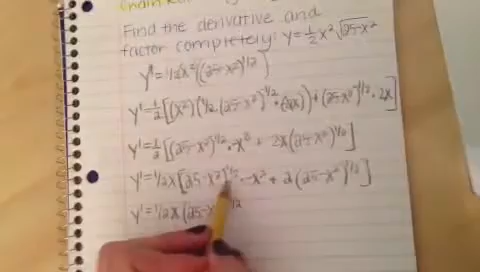 Chain
Find the derivative and
factor completely: y=½x²√25-x²
y'=1/2(x²((25-x²)^1/2)
y'=½[(x²)(½·(25-x²)^-1/2·(-2x))+(25-x²)^1/2·2x]
y'=½[(25-x²)^-1/2·-x³+2x(25-x²)^1/2]
y'=1/2x[(25-x²)^-1/2·-x²+2(25-x²)^1/2]
y'=1/2x(25-x